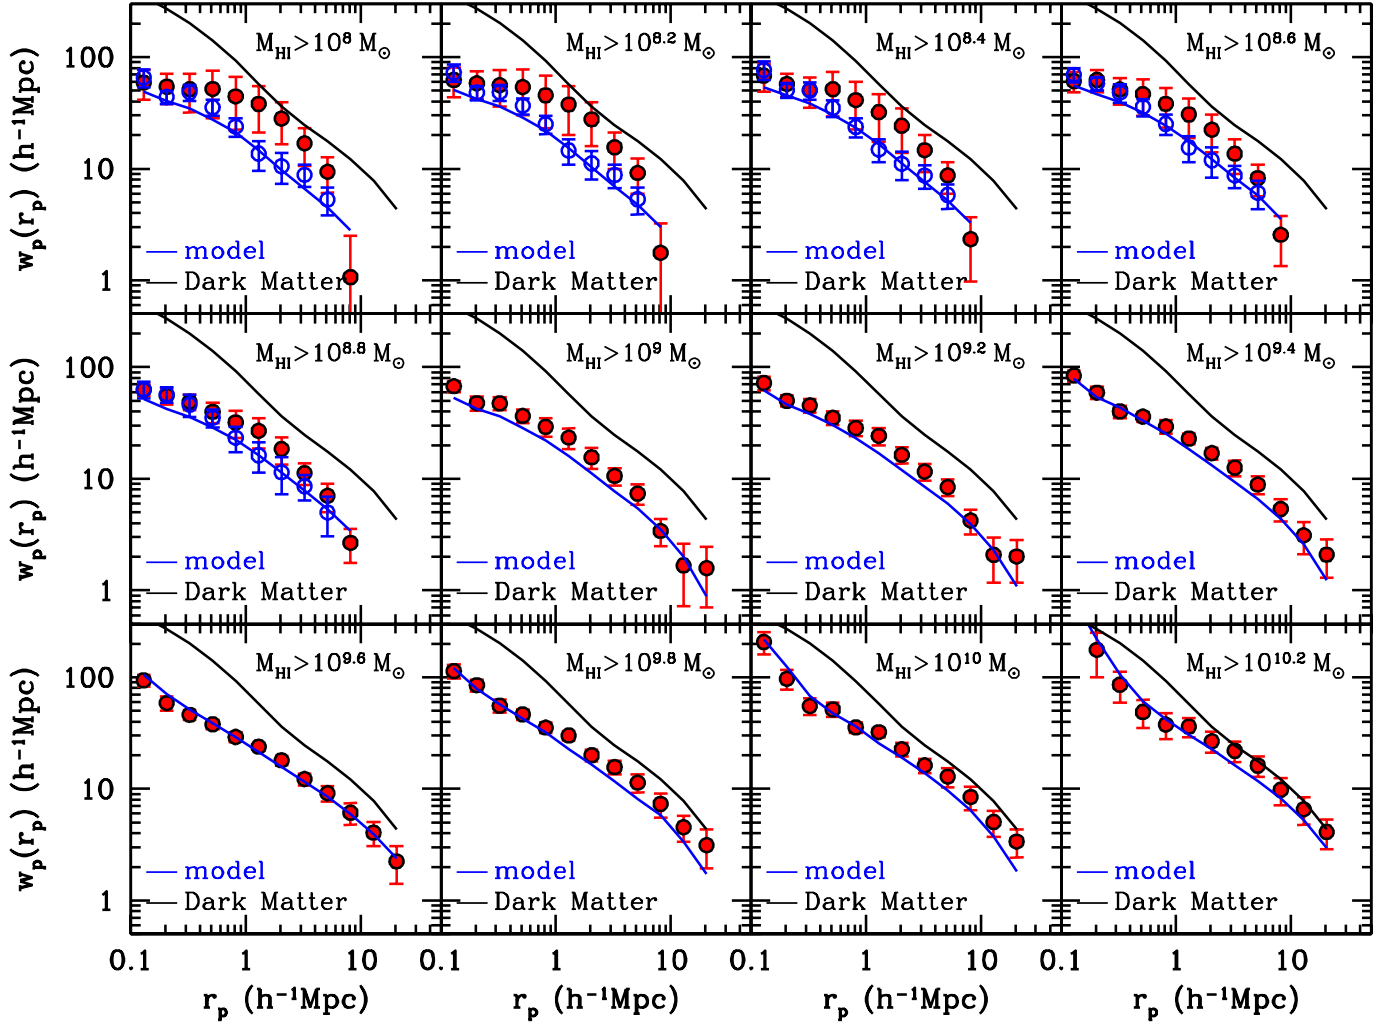 w_p(r_p) (h⁻¹Mpc)
100
10
1
M_HI>10⁸ M_⊙
model
Dark Matter
M_HI>10^8.2 M_⊙
model
Dark Matter
M_HI>10^8.4 M_⊙
model
Dark Matter
M_HI>10^8.6 M_⊙
model
Dark Matter
w_p(r_p) (h⁻¹Mpc)
100
10
1
M_HI>10^8.8 M_⊙
model
Dark Matter
M_HI>10⁹ M_⊙
model
Dark Matter
M_HI>10^9.2 M_⊙
model
Dark Matter
M_HI>10^9.4 M_⊙
model
Dark Matter
w_p(r_p) (h⁻¹Mpc)
100
10
1
M_HI>10^9.6 M_⊙
model
Dark Matter
M_HI>10^9.8 M_⊙
model
Dark Matter
M_HI>10^10 M_⊙
model
Dark Matter
M_HI>10^10.2 M_⊙
model
Dark Matter
0.1 1 10 0.1 1 10 0.1 1 10 0.1 1 10
r_p (h⁻¹Mpc) r_p (h⁻¹Mpc) r_p (h⁻¹Mpc) r_p (h⁻¹Mpc)